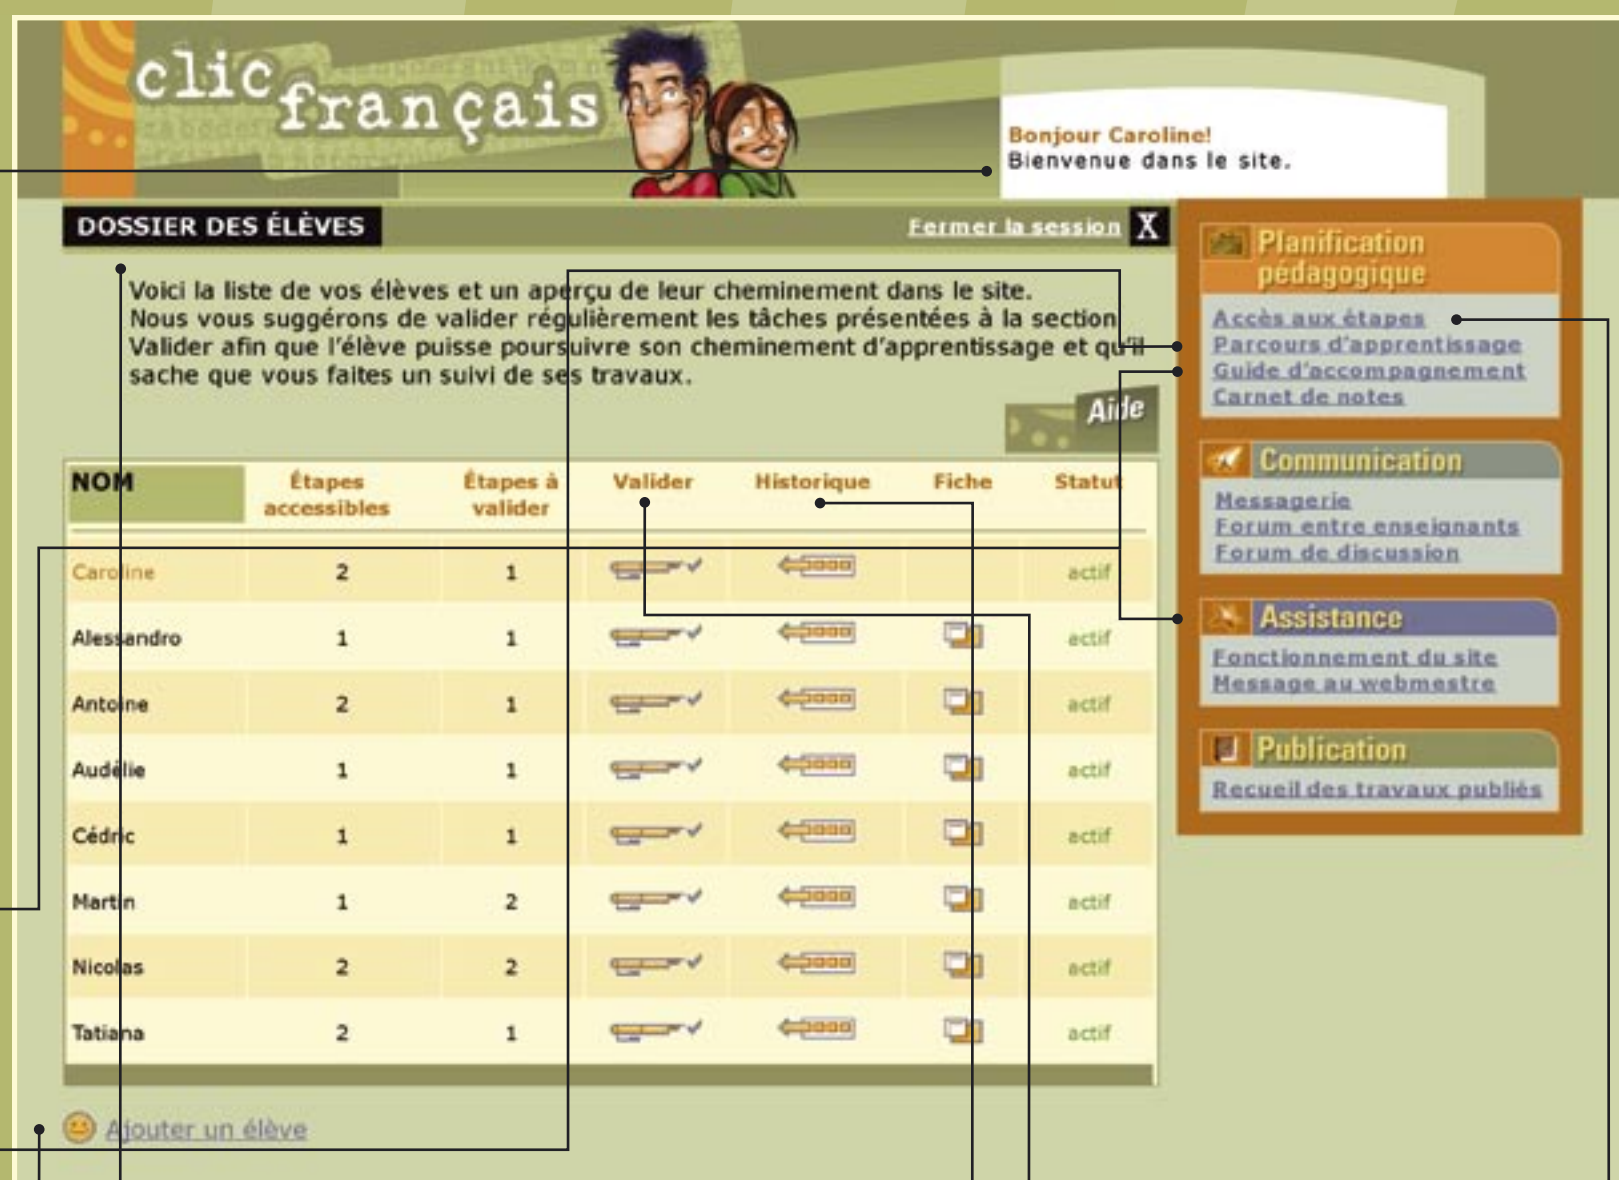 clic
français
Bonjour Caroline!
Bienvenue dans le site.
DOSSIER DES ÉLÈVES
Fermer la session X
Voici la liste de vos élèves et un aperçu de leur cheminement dans le site.
Nous vous suggérons de valider régulièrement les tâches présentées à la section
Valider afin que l'élève puisse poursuivre son cheminement d'apprentissage et qu'il
sache que vous faites un suivi de ses travaux.
Aide
NOM Étapes accessibles Étapes à valider Valider Historique Fiche Statut
Caroline 2 1 actif
Alessandro 1 1 actif
Antoine 2 1 actif
Audélie 1 1 actif
Cédric 1 1 actif
Martin 1 2 actif
Nicolas 2 2 actif
Tatiana 2 1 actif
Ajouter un élève
Planification
pédagogique
Accès aux étapes
Parcours d'apprentissage
Guide d'accompagnement
Carnet de notes
Communication
Messagerie
Forum entre enseignants
Forum de discussion
Assistance
Fonctionnement du site
Message au webmestre
Publication
Recueil des travaux publiés